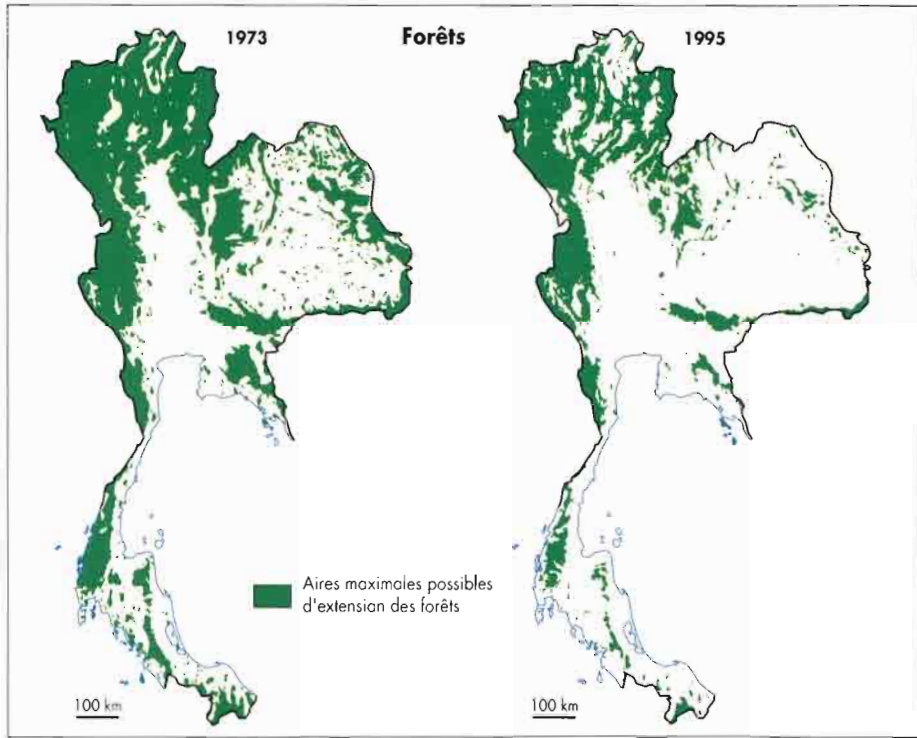 1973
Forêts
1995
Aires maximales possibles
d'extension des forêts
100 km
100 km